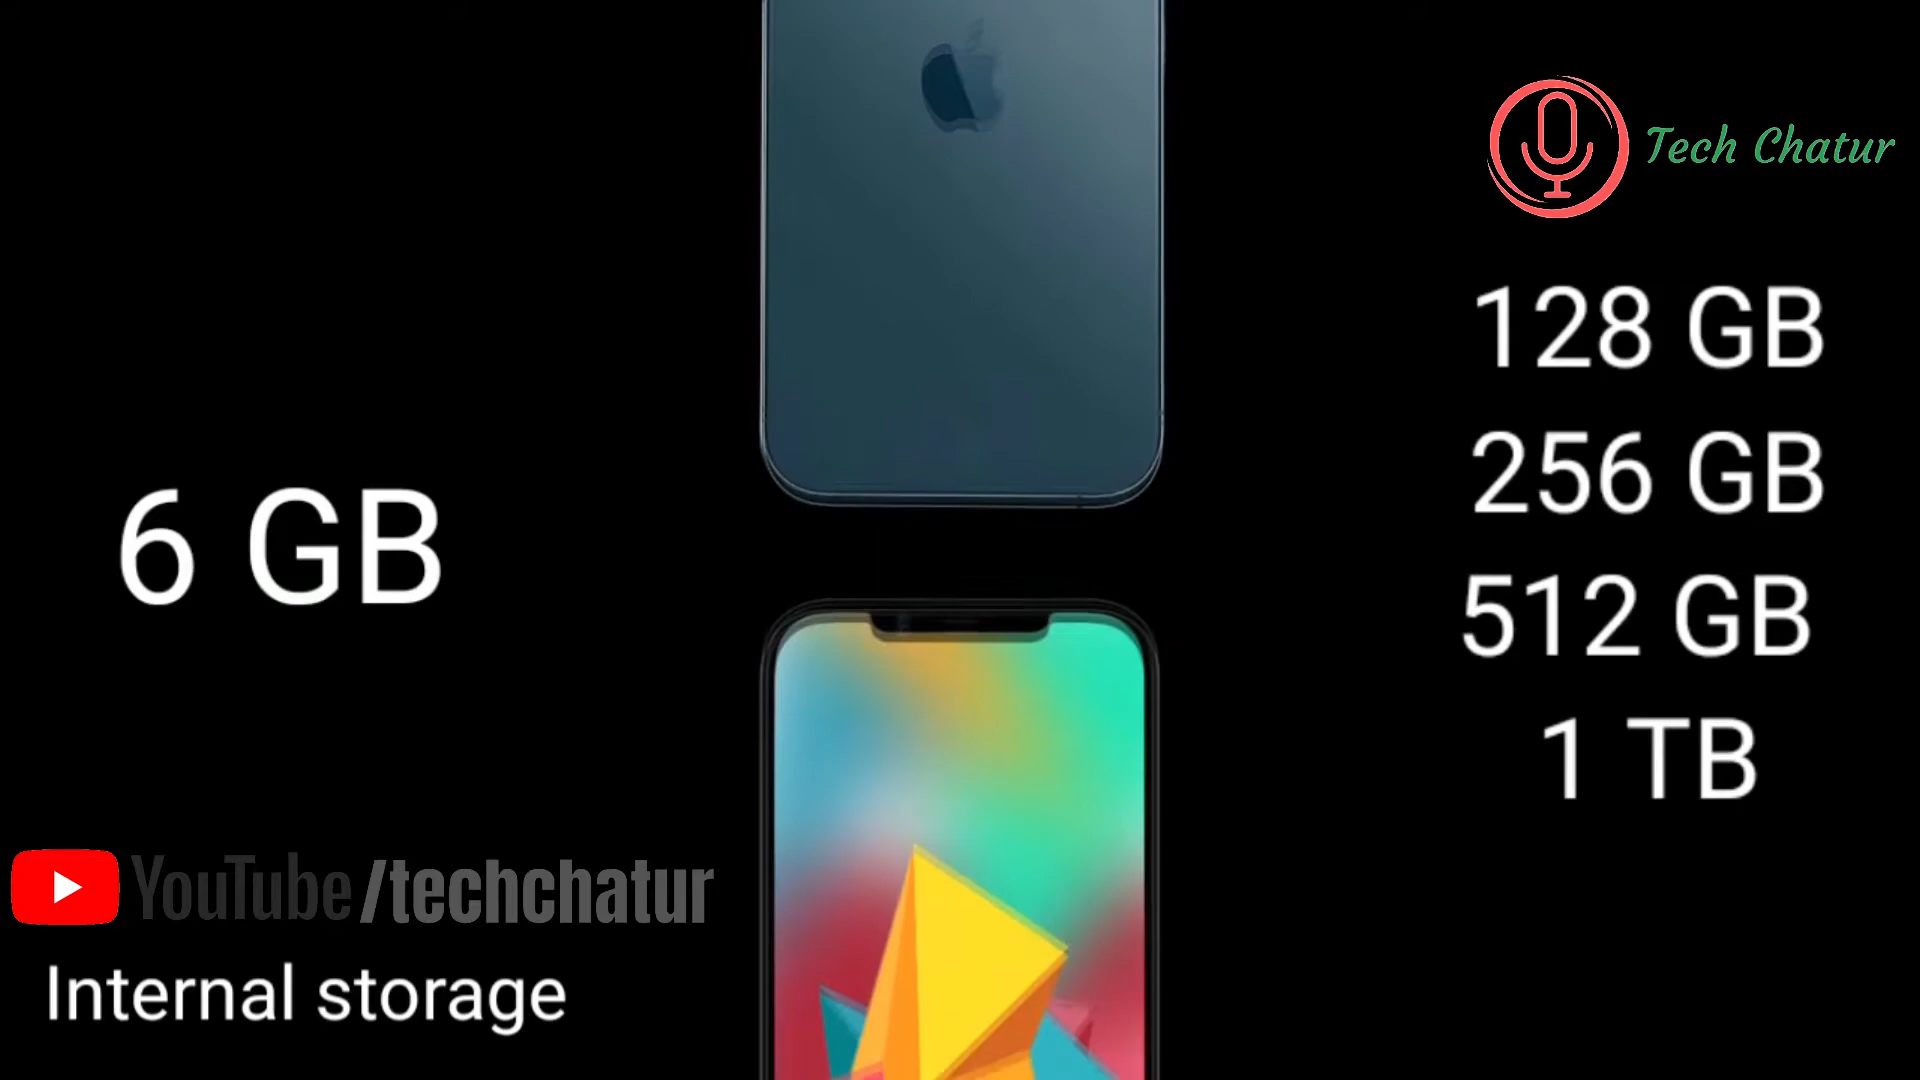 Tech Chatur
128 GB
256 GB
512 GB
1 TB
6 GB
YouTube/techchatur
Internal storage